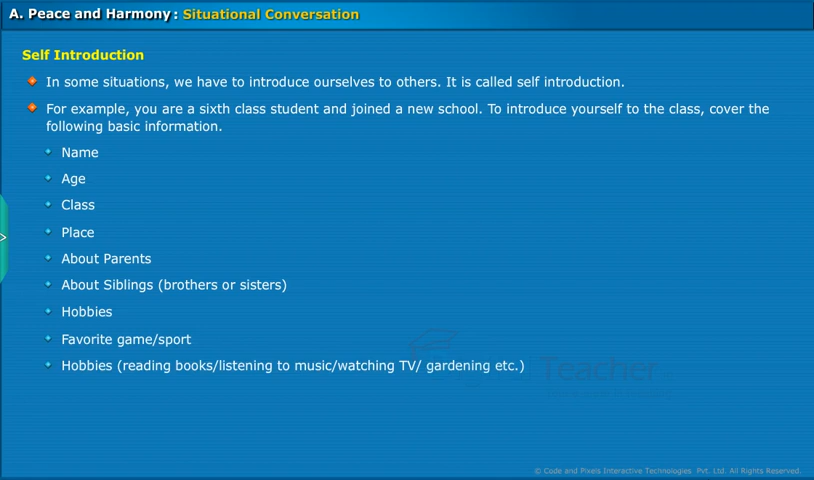 A. Peace and Harmony : Situational Conversation
Self Introduction
In some situations, we have to introduce ourselves to others. It is called self introduction.
For example, you are a sixth class student and joined a new school. To introduce yourself to the class, cover the
following basic information.
Name
Age
Class
Place
About Parents
About Siblings (brothers or sisters)
Hobbies
Favorite game/sport
Hobbies (reading books/listening to music/watching TV/ gardening etc.)
Teacher
© Code and Pixels Interactive Technologies Pvt. Ltd. All Rights Reserved.